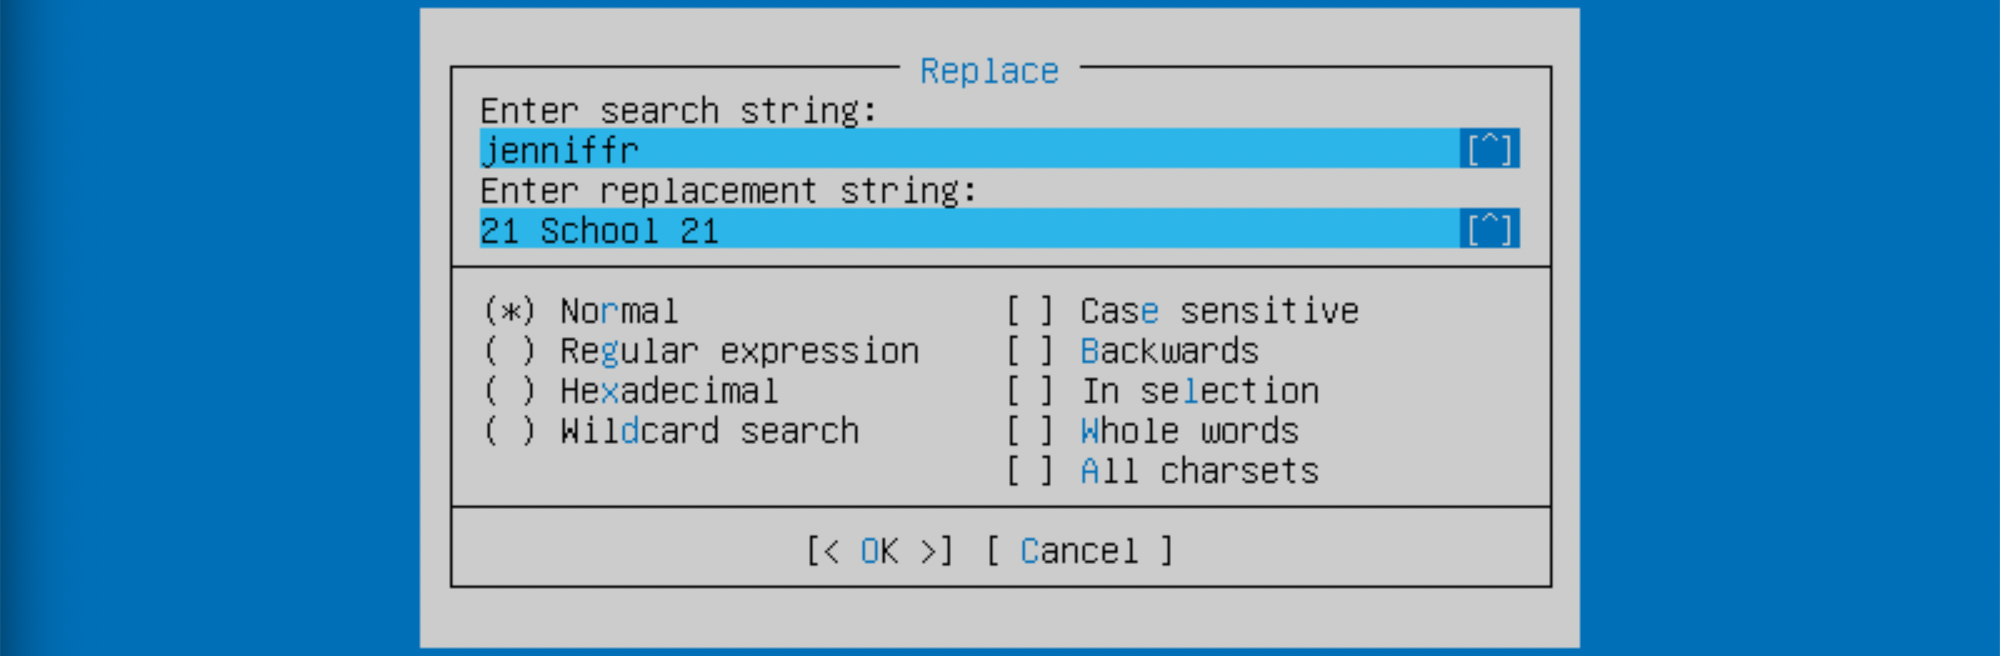 Replace
Enter search string:
jenniffr [^]
Enter replacement string:
21 School 21 [^]
(*) Normal [ ] Case sensitive
( ) Regular expression [ ] Backwards
( ) Hexadecimal [ ] In selection
( ) Wildcard search [ ] Whole words
[ ] All charsets
[< OK >] [ Cancel ]